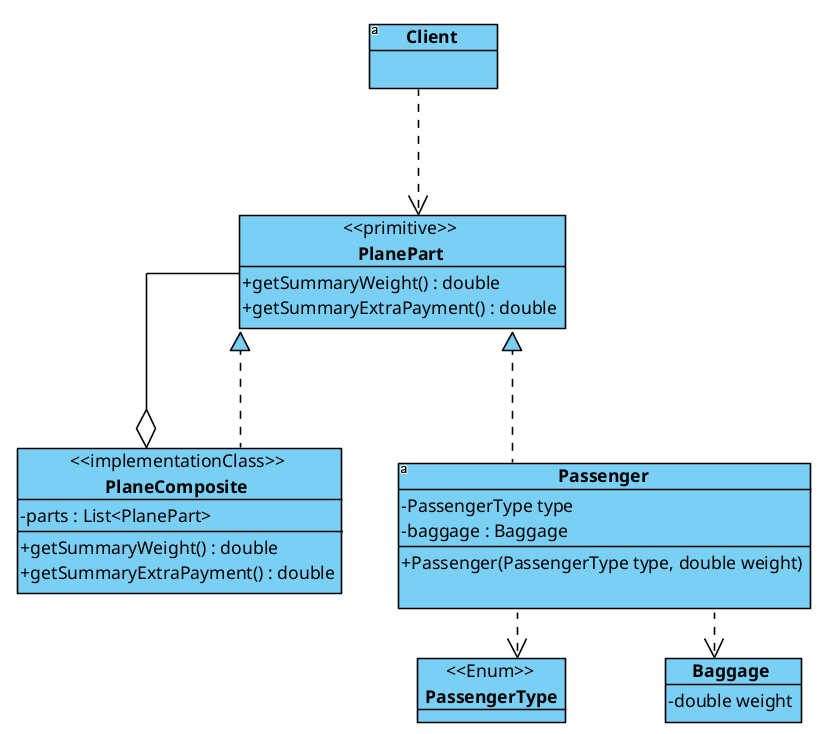 a
Client
<<primitive>>
PlanePart
+getSummaryWeight() : double
+getSummaryExtraPayment() : double
<<implementationClass>>
PlaneComposite
-parts : List<PlanePart>
+getSummaryWeight() : double
+getSummaryExtraPayment() : double
a
Passenger
-PassengerType type
-baggage : Baggage
+Passenger(PassengerType type, double weight)
<<Enum>>
PassengerType
Baggage
-double weight